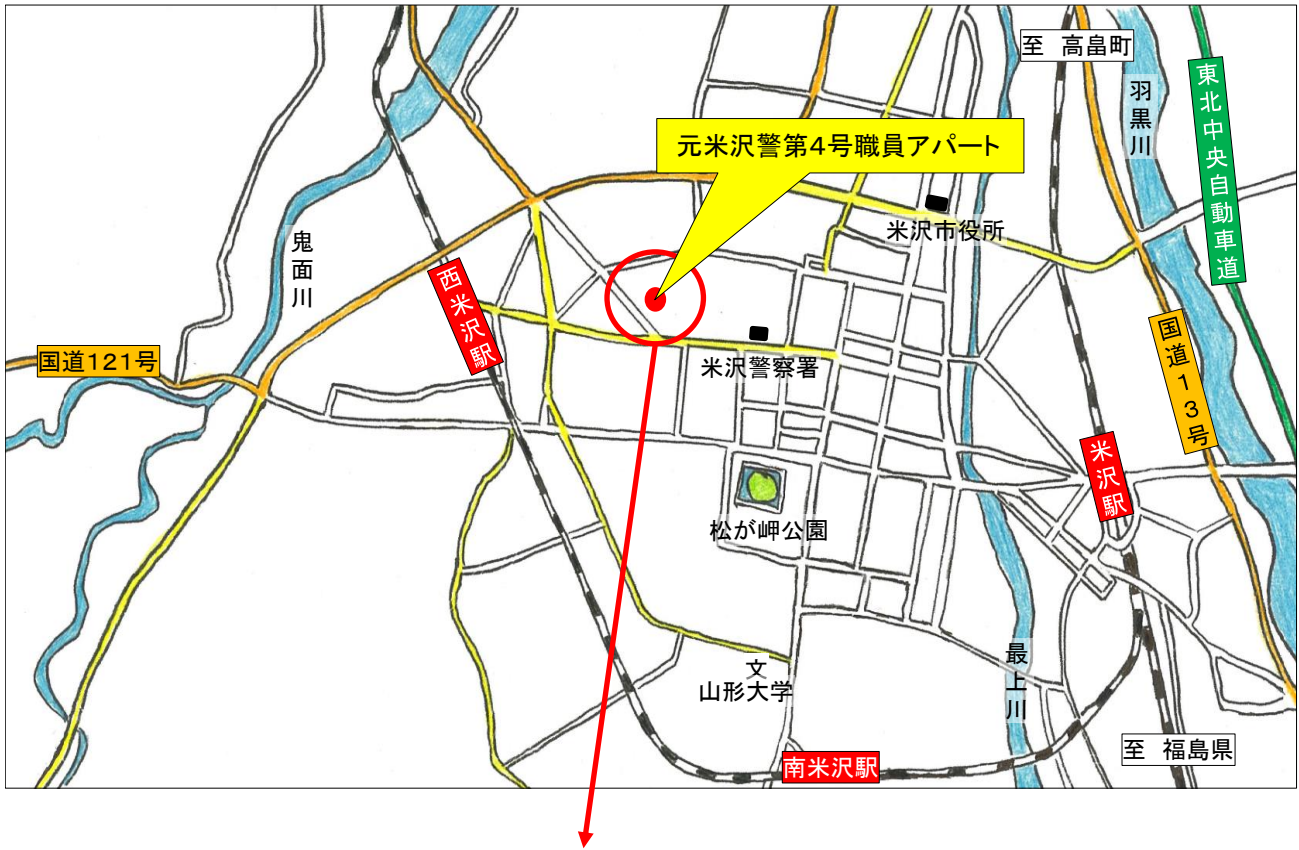 至　高畠町
羽黒川
東北中央自動車道
元米沢警第４号職員アパート
米沢市役所
鬼面川
西米沢駅
国道１２１号
米沢警察署
国道１３号
米沢駅
松が岬公園
文
山形大学
最上川
至　福島県
南米沢駅